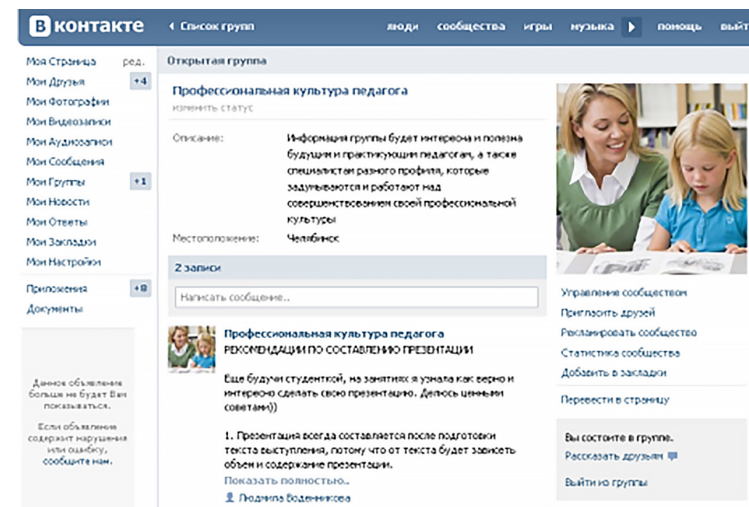 В контакте
Список групп
люди сообщества игры музыка помощь
Моя Страница ред.
Мои Друзья +4
Мои Фотографии
Мои Видеозаписи
Мои Аудиозаписи
Мои Сообщения
Мои Группы +1
Мои Новости
Мои Ответы
Мои Закладки
Мои Настройки
Приложения +8
Документы
Данное объявление
больше не будет Вам
показываться.
Если объявление
содержит нарушения
или ошибку,
сообщите нам.
Открытая группа
Профессиональная культура педагога
изменить статус
Описание: Информация группы будет интересна и полезна
будущим и практикующим педагогам, а также
специалистам разного профиля, которые
задумываются и работают над
совершенствованием своей профессиональной
культуры
Местоположение: Челябинск
2 записи
Написать сообщение..
Профессиональная культура педагога
РЕКОМЕНДАЦИИ ПО СОСТАВЛЕНИЮ ПРЕЗЕНТАЦИИ
Еще будучи студенткой, на занятиях я узнала как верно и
интересно сделать свою презентацию. Делюсь ценными
советами))
1. Презентация всегда составляется после подготовки
текста выступления, потому что от текста будет зависеть
объем и содержание презентации.
Показать полностью..
Людмила Воденникова
Управление сообществом
Пригласить друзей
Рекламировать сообщество
Статистика сообщества
Добавить в закладки
Перевести в страницу
Вы состоите в группе.
Рассказать друзьям
Выйти из группы